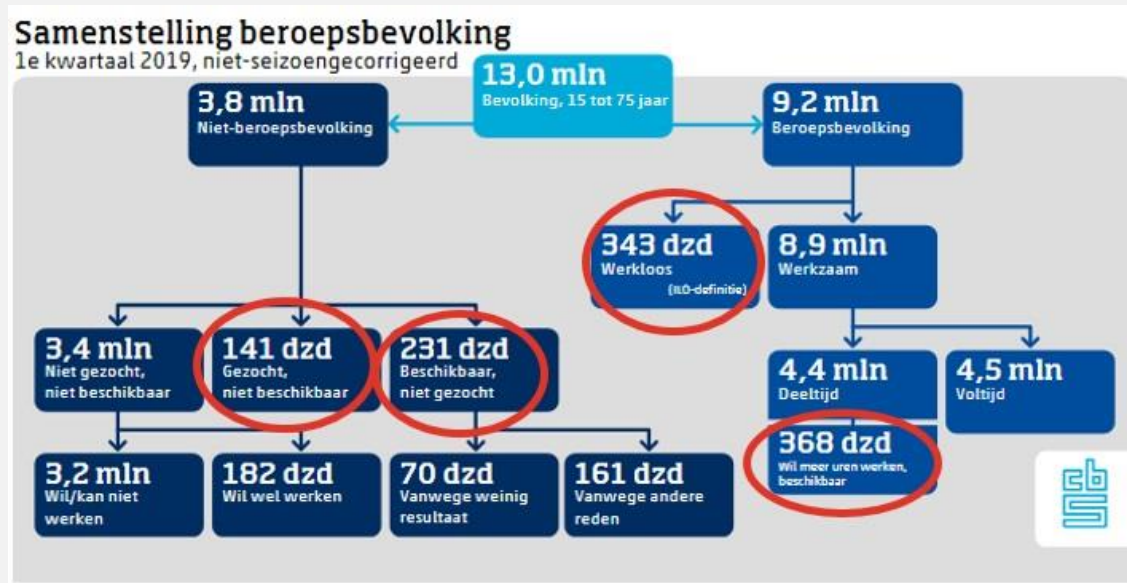 Samenstelling beroepsbevolking
1e kwartaal 2019, niet-seizoengecorrigeerd
13,0 mln
Bevolking, 15 tot 75 jaar
3,8 mln
Niet-beroepsbevolking
9,2 mln
Beroepsbevolking
343 dzd
Werkloos
(ILO-definitie)
8,9 mln
Werkzaam
3,4 mln
Niet gezocht,
niet beschikbaar
141 dzd
Gezocht,
niet beschikbaar
231 dzd
Beschikbaar,
niet gezocht
4,4 mln
Deeltijd
4,5 mln
Voltijd
368 dzd
Wil meer uren werken,
beschikbaar
3,2 mln
Wil/kan niet
werken
182 dzd
Wil wel werken
70 dzd
Vanwege weinig
resultaat
161 dzd
Vanwege andere
reden
cbs